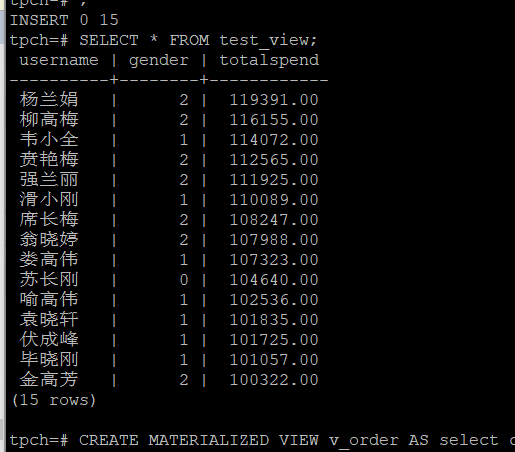 tpch=# ;
INSERT 0 15
tpch=# SELECT * FROM test_view;
 username | gender | totalspend
----------+--------+------------
 杨兰娟   |      2 |  119391.00
 柳高梅   |      2 |  116155.00
 韦小全   |      1 |  114072.00
 贲艳梅   |      2 |  112565.00
 强兰丽   |      2 |  111925.00
 滑小刚   |      1 |  110089.00
 席长梅   |      2 |  108247.00
 翁晓婷   |      2 |  107988.00
 娄高伟   |      1 |  107323.00
 苏长刚   |      0 |  104640.00
 喻高伟   |      1 |  102536.00
 袁晓轩   |      1 |  101835.00
 伏成峰   |      1 |  101725.00
 毕晓刚   |      1 |  101057.00
 金高芳   |      2 |  100322.00
(15 rows)
tpch=# CREATE MATERIALIZED VIEW v_order AS select